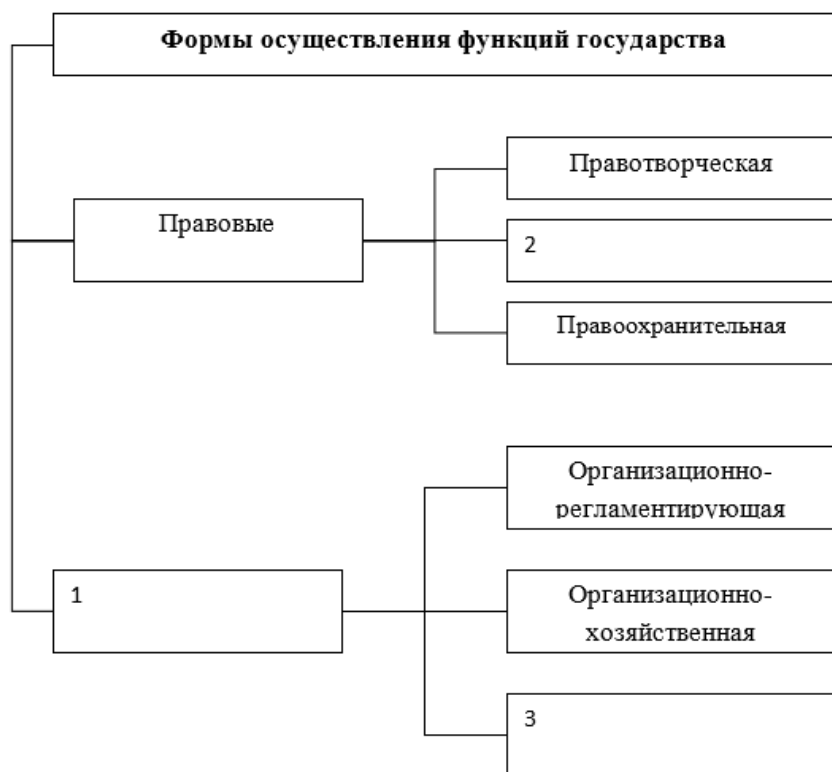 Формы осуществления функций государства
Правовые
Правотворческая
2
Правоохранительная
1
Организационно-
регламентирующая
Организационно-
хозяйственная
3